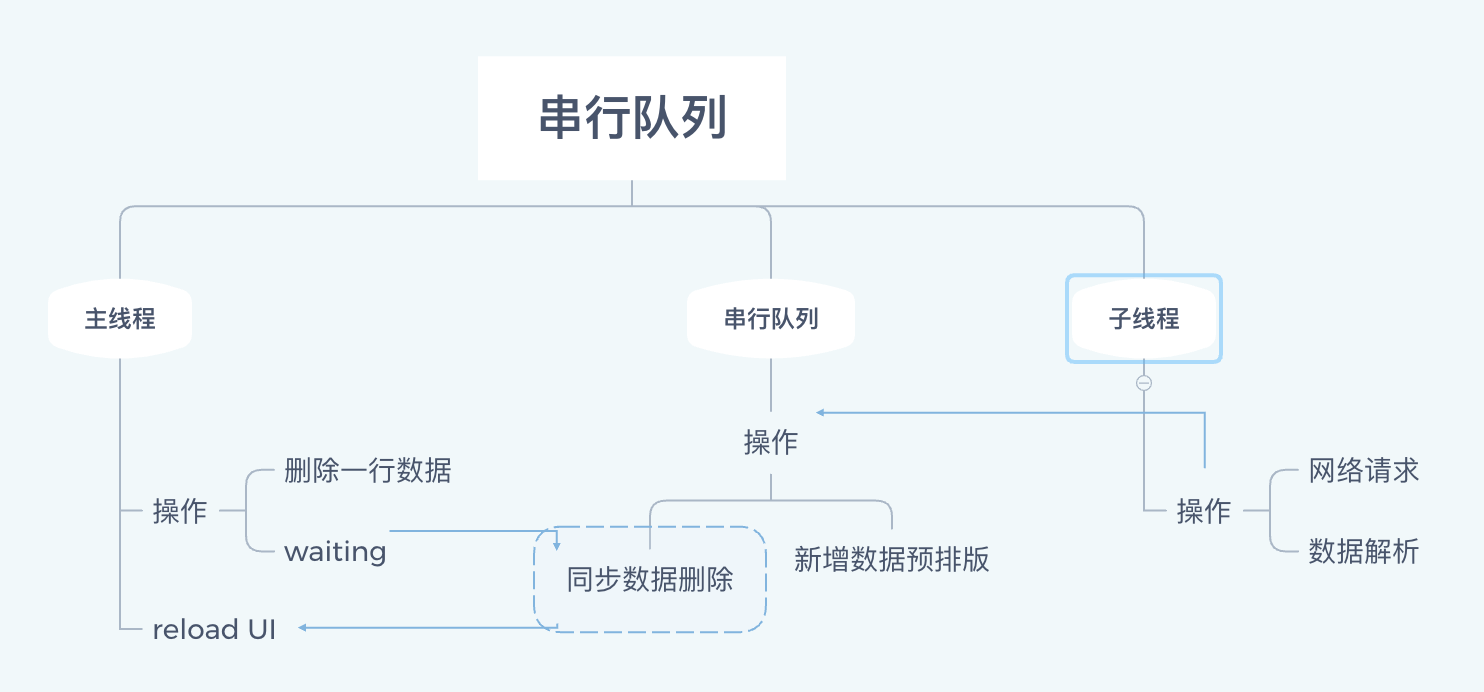 串行队列
主线程
串行队列
子线程
操作
删除一行数据
网络请求
操作
操作
waiting
数据解析
同步数据删除
新增数据预排版
reload UI